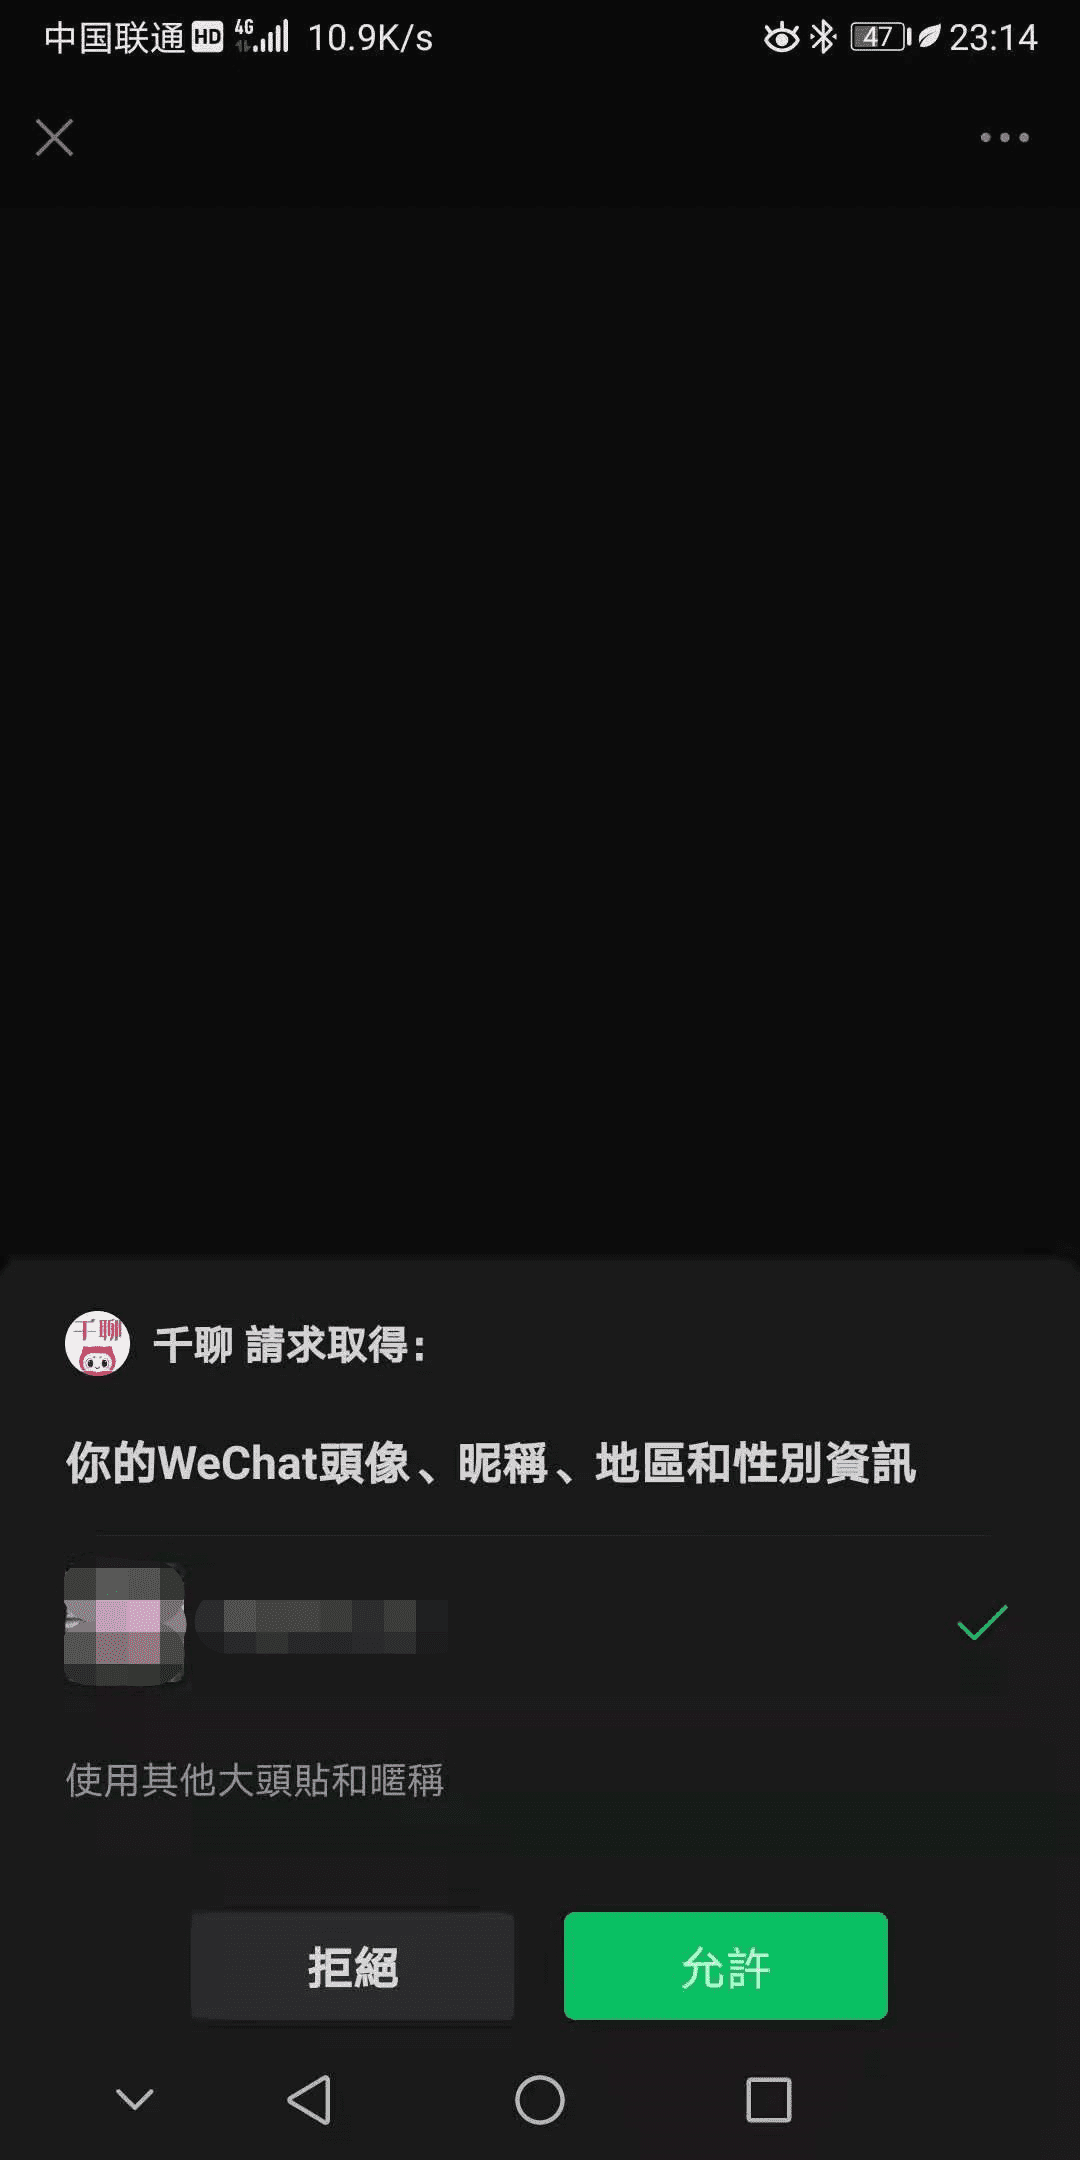 中国联通 HD 4G 10.9K/s 47 23:14
千聊 千聊 請求取得：
你的WeChat頭像、昵稱、地區和性別資訊
使用其他大頭貼和暱稱
拒絕 允許